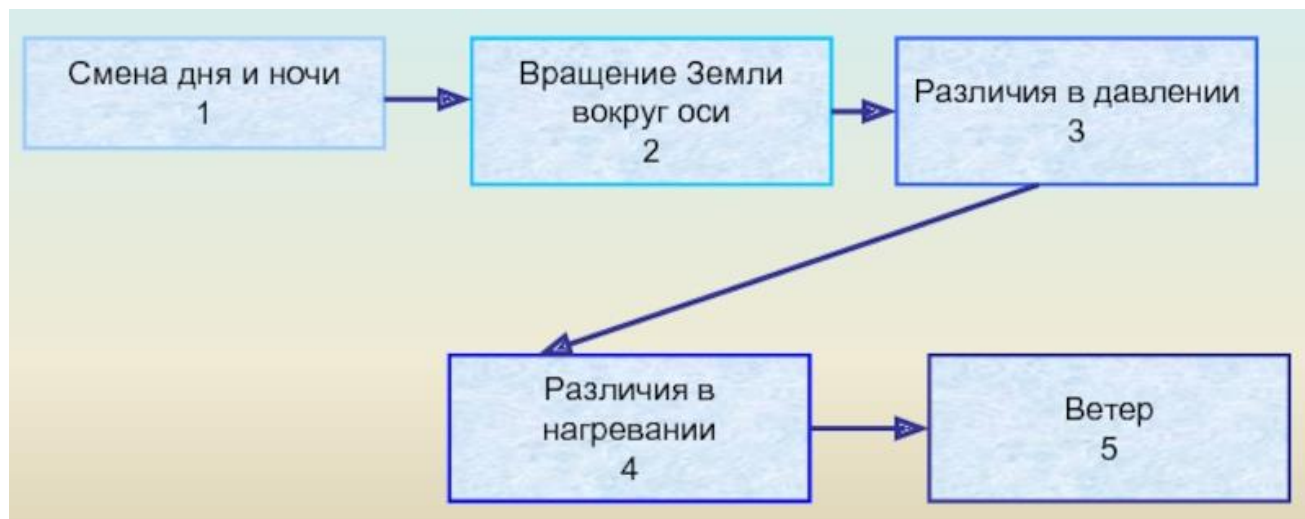 Смена дня и ночи
1
Вращение Земли
вокруг оси
2
Различия в давлении
3
Различия в
нагревании
4
Ветер
5